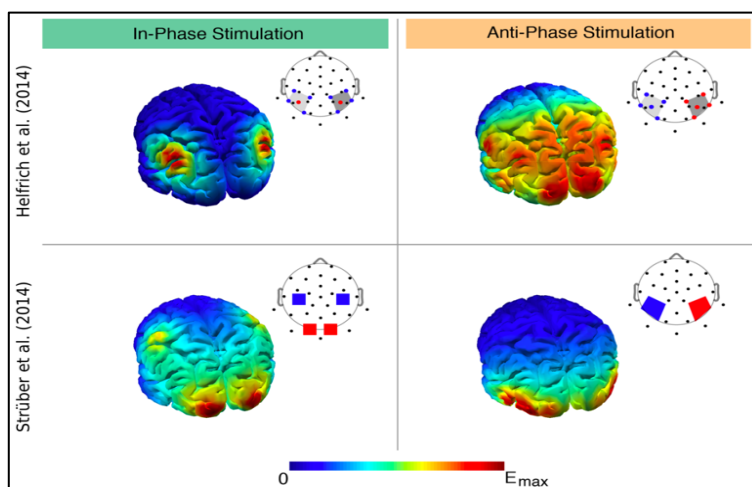 In-Phase Stimulation
Anti-Phase Stimulation
Helfrich et al. (2014)
Strüber et al. (2014)
0
Emax